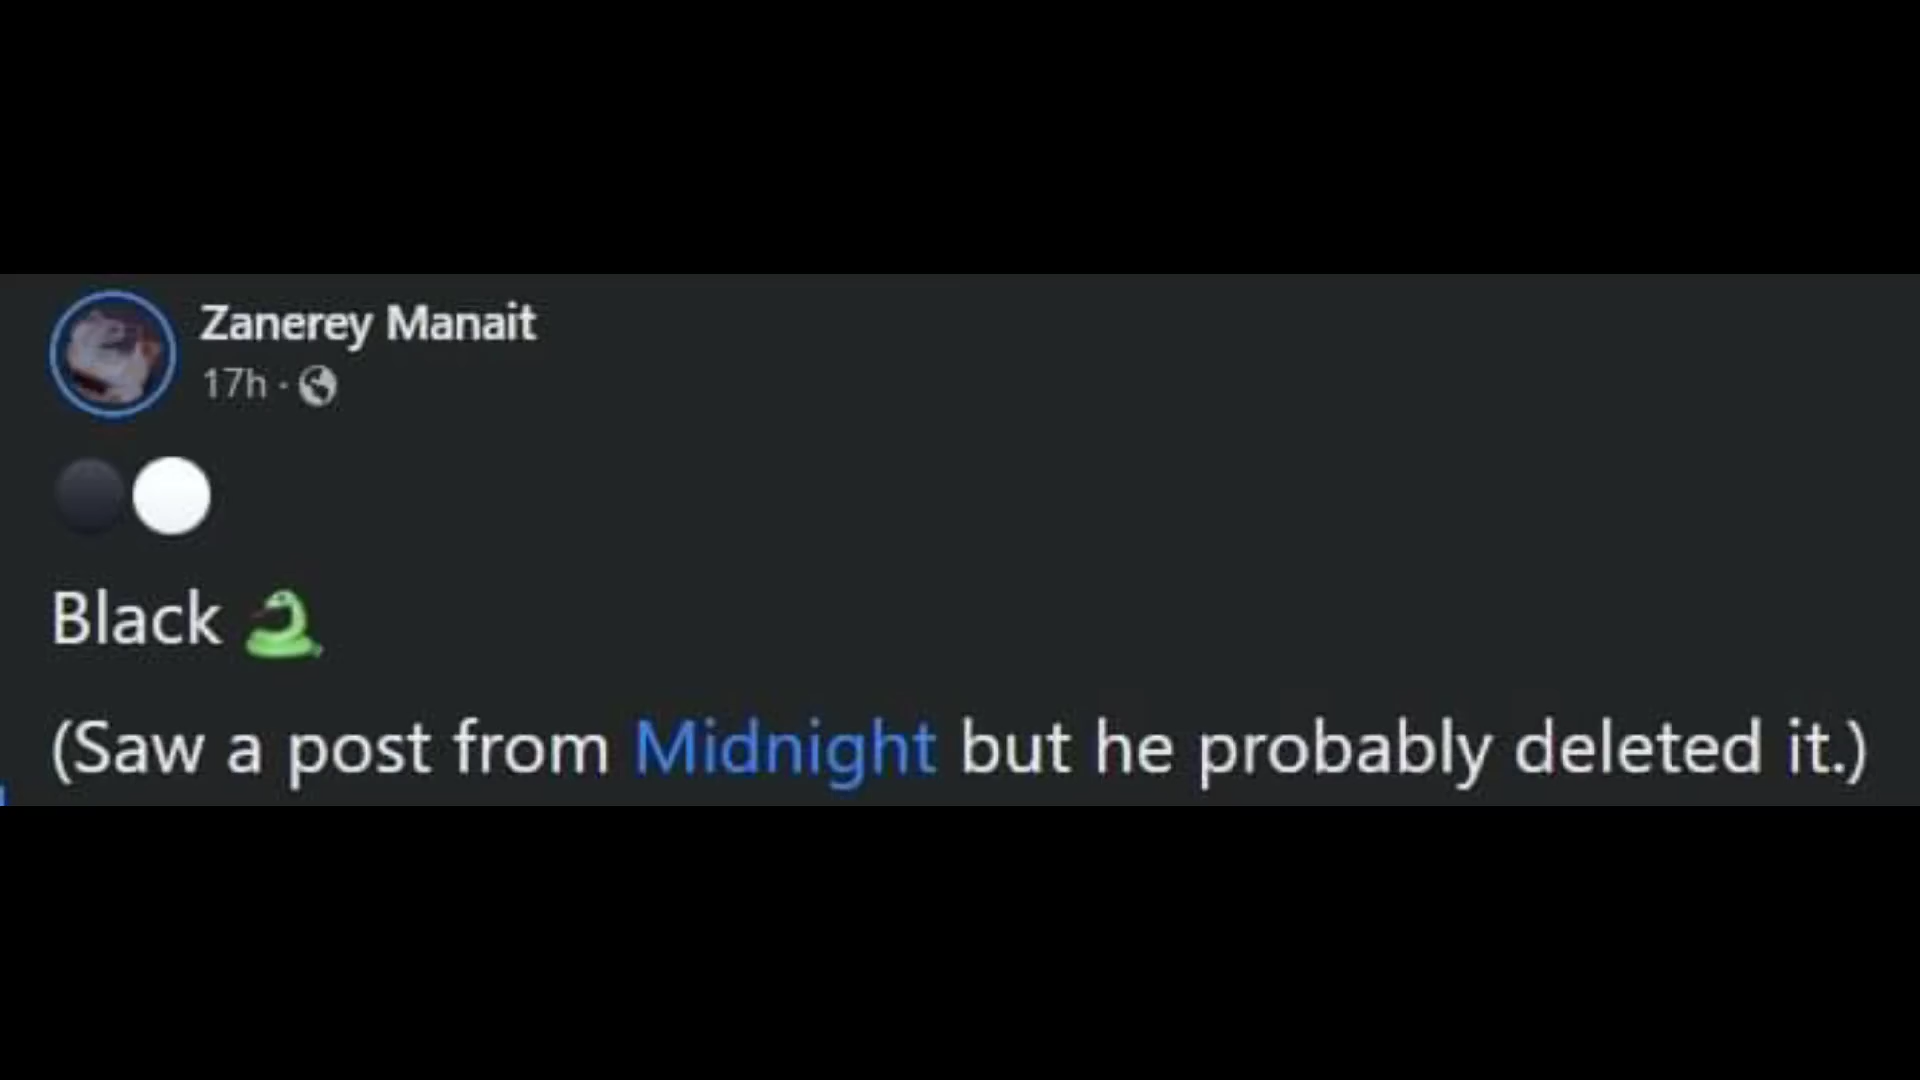 Zanerey Manait
17h ·
⚫⚪
Black 🐍
(Saw a post from Midnight but he probably deleted it.)